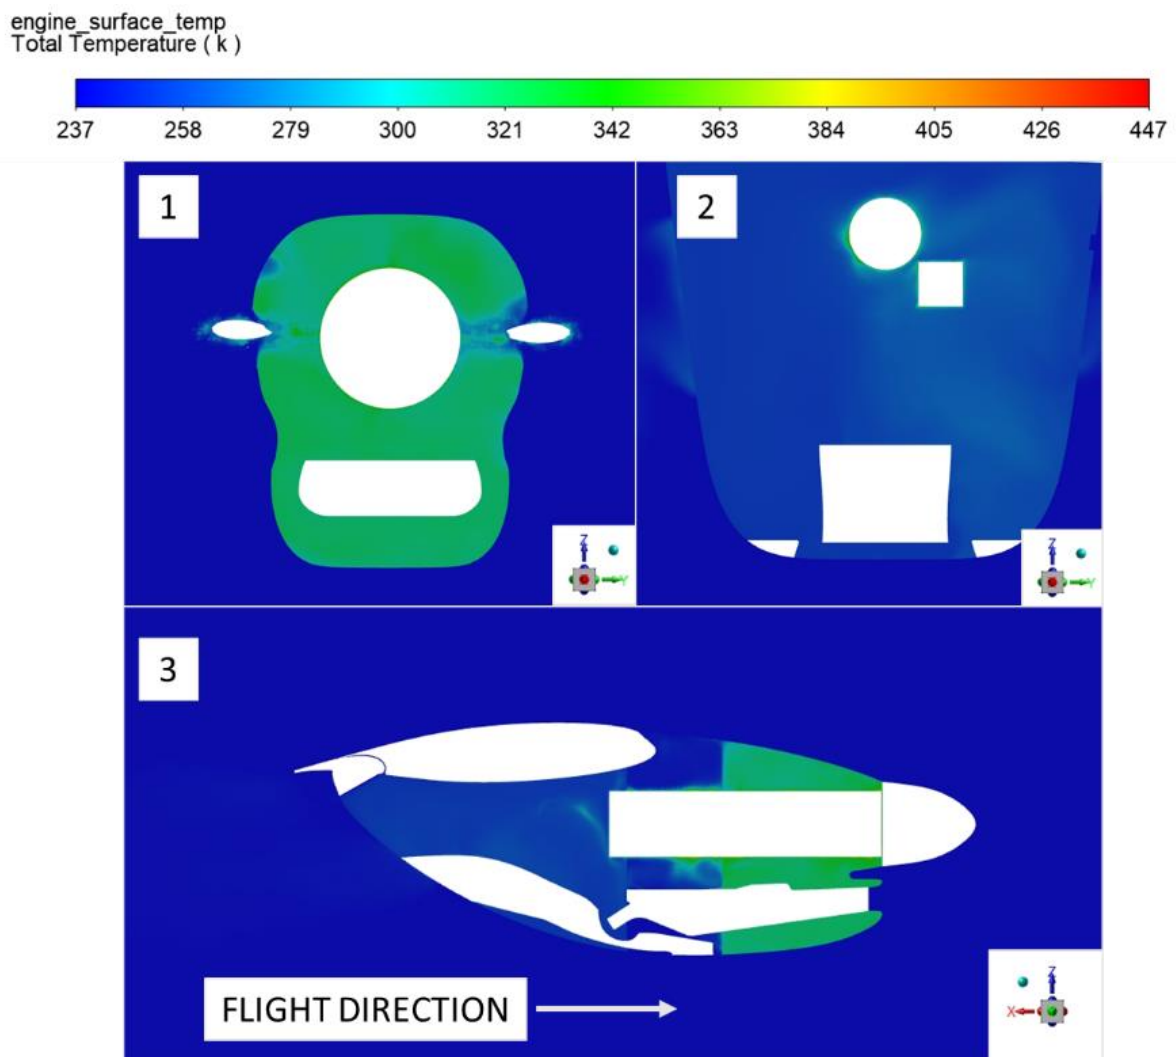 engine_surface_temp
Total Temperature ( k )
237 258 279 300 321 342 363 384 405 426 447
1
2
Z
Y
Z
Y
3
FLIGHT DIRECTION
Z
X